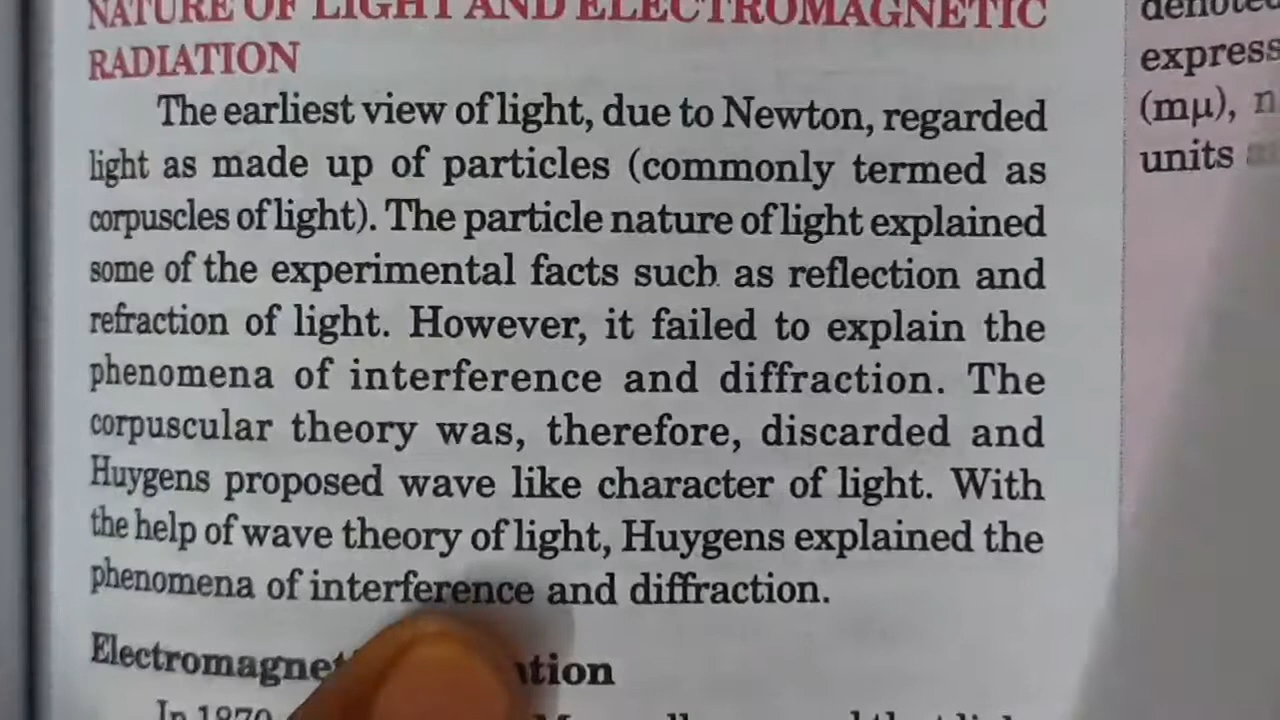 NATURE OF LIGHT AND ELECTROMAGNETIC
RADIATION
The earliest view of light, due to Newton, regarded
light as made up of particles (commonly termed as
corpuscles of light). The particle nature of light explained
some of the experimental facts such as reflection and
refraction of light. However, it failed to explain the
phenomena of interference and diffraction. The
corpuscular theory was, therefore, discarded and
Huygens proposed wave like character of light. With
the help of wave theory of light, Huygens explained the
phenomena of interference and diffraction.
In 1870
denoted
express
(mμ), n
units